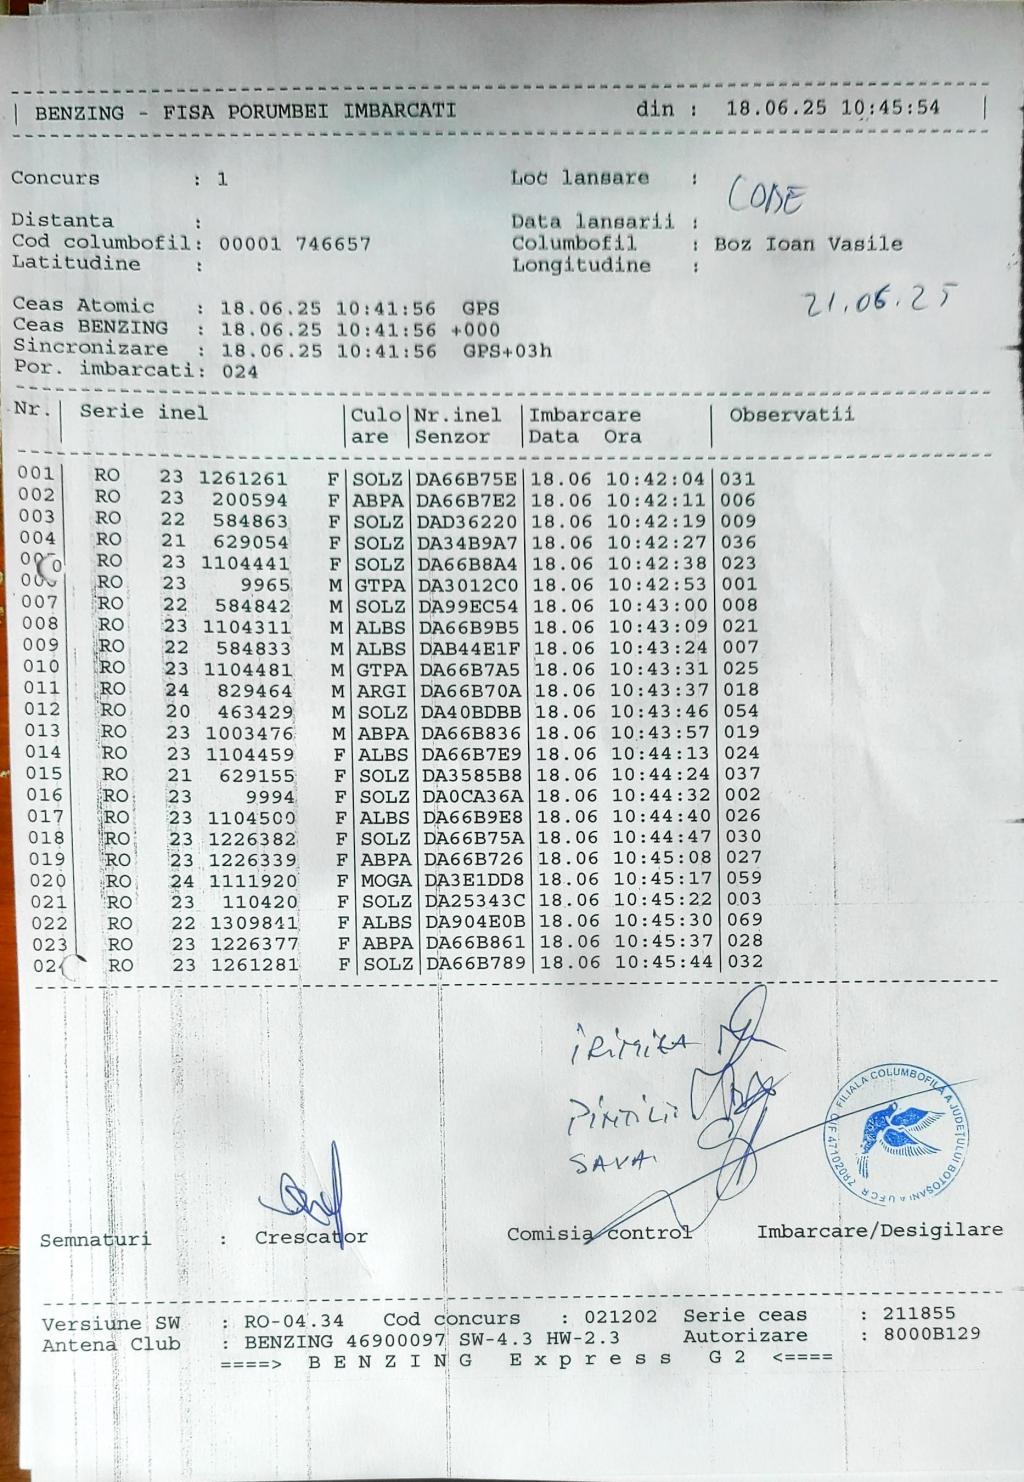 BENZING - FISA PORUMBEI IMBARCATI din : 18.06.25 10:45:54
Concurs : 1 Loc lansare :
CODE
Distanta : Data lansarii :
Cod columbofil: 00001 746657 Columbofil : Boz Ioan Vasile
Latitudine : Longitudine :
21.06.25
Ceas Atomic : 18.06.25 10:41:56 GPS
Ceas BENZING : 18.06.25 10:41:56 +000
Sincronizare : 18.06.25 10:41:56 GPS+03h
Por. imbarcati: 024
Nr. | Serie inel | Culo | Nr.inel | Imbarcare | Observatii
are | Senzor | Data Ora
001 RO 23 1261261 F SOLZ DA66B75E 18.06 10:42:04 031
002 RO 23 200594 F ABPA DA66B7E2 18.06 10:42:11 006
003 RO 22 584863 F SOLZ DAD36220 18.06 10:42:19 009
004 RO 21 629054 F SOLZ DA34B9A7 18.06 10:42:27 036
RO 23 1104441 F SOLZ DA66B8A4 18.06 10:42:38 023
006 RO 23 9965 M GTPA DA3012C0 18.06 10:42:53 001
007 RO 22 584842 M SOLZ DA99EC54 18.06 10:43:00 008
008 RO 23 1104311 M ALBS DA66B9B5 18.06 10:43:09 021
009 RO 22 584833 M ALBS DAB44E1F 18.06 10:43:24 007
010 RO 23 1104481 M GTPA DA66B7A5 18.06 10:43:31 025
011 RO 24 829464 M ARGI DA66B70A 18.06 10:43:37 018
012 RO 20 463429 M SOLZ DA40BDBB 18.06 10:43:46 054
013 RO 23 1003476 M ABPA DA66B836 18.06 10:43:57 019
014 RO 23 1104459 F ALBS DA66B7E9 18.06 10:44:13 024
015 RO 21 629155 F SOLZ DA3585B8 18.06 10:44:24 037
016 RO 23 9994 F SOLZ DA0CA36A 18.06 10:44:32 002
017 RO 23 1104500 F ALBS DA66B9E8 18.06 10:44:40 026
018 RO 23 1226382 F SOLZ DA66B75A 18.06 10:44:47 030
019 RO 23 1226339 F ABPA DA66B726 18.06 10:45:08 027
020 RO 24 1111920 F MOGA DA3E1DD8 18.06 10:45:17 059
021 RO 23 110420 F SOLZ DA25343C 18.06 10:45:22 003
022 RO 22 1309841 F ALBS DA904E0B 18.06 10:45:30 069
023 RO 23 1226377 F ABPA DA66B861 18.06 10:45:37 028
RO 23 1261281 F SOLZ DA66B789 18.06 10:45:44 032
IRIMIEA
PINTILII
SAVA
FILIALA COLUMBOFILA A JUDEȚULUI BOTOȘANI A UFCR
Semnaturi : Crescator Comisia control Imbarcare/Desigilare
Versiune SW : RO-04.34 Cod concurs : 021202 Serie ceas : 211855
Antena Club : BENZING 46900097 SW-4.3 HW-2.3 Autorizare : 8000B129
====> B E N Z I N G E x p r e s s G 2 <====